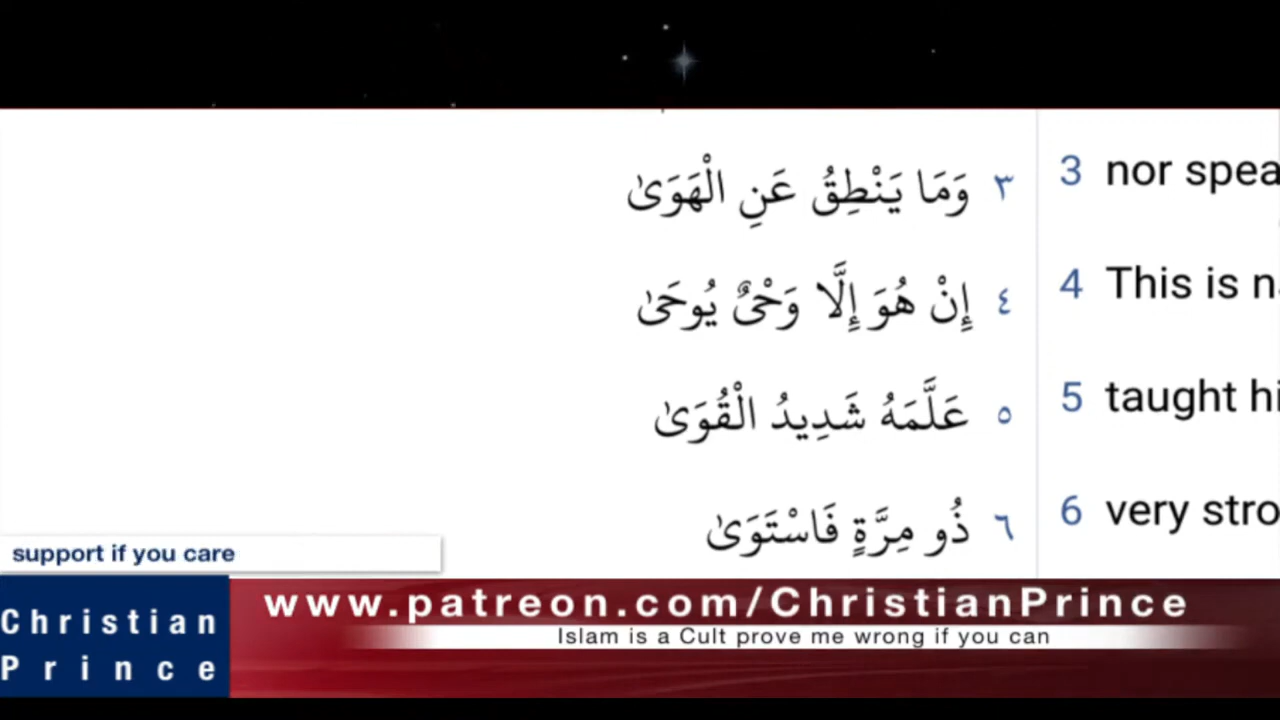 وَمَا يَنْطِقُ عَنِ الْهَوَىٰ ٣
3 nor spea
إِنْ هُوَ إِلَّا وَحْىٌ يُوحَىٰ ٤
4 This is n
عَلَّمَهُ شَدِيدُ الْقُوَىٰ ٥
5 taught hi
ذُو مِرَّةٍ فَاسْتَوَىٰ ٦
6 very stro
support if you care
Christian
Prince
www.patreon.com/ChristianPrince
Islam is a Cult prove me wrong if you can